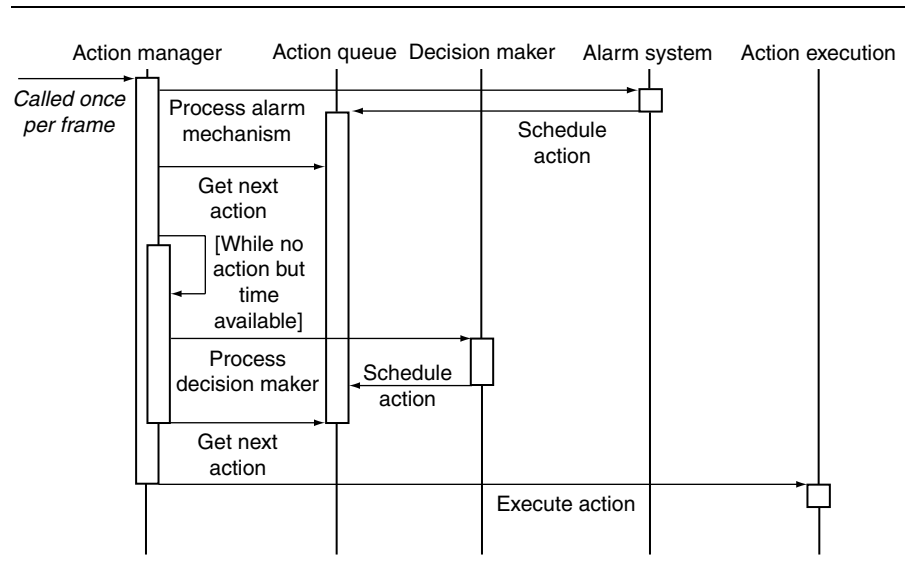 Action manager
Action queue
Decision maker
Alarm system
Action execution
Called once
per frame
Process alarm
mechanism
Schedule
action
Get next
action
[While no
action but
time
available]
Process
decision maker
Schedule
action
Get next
action
Execute action